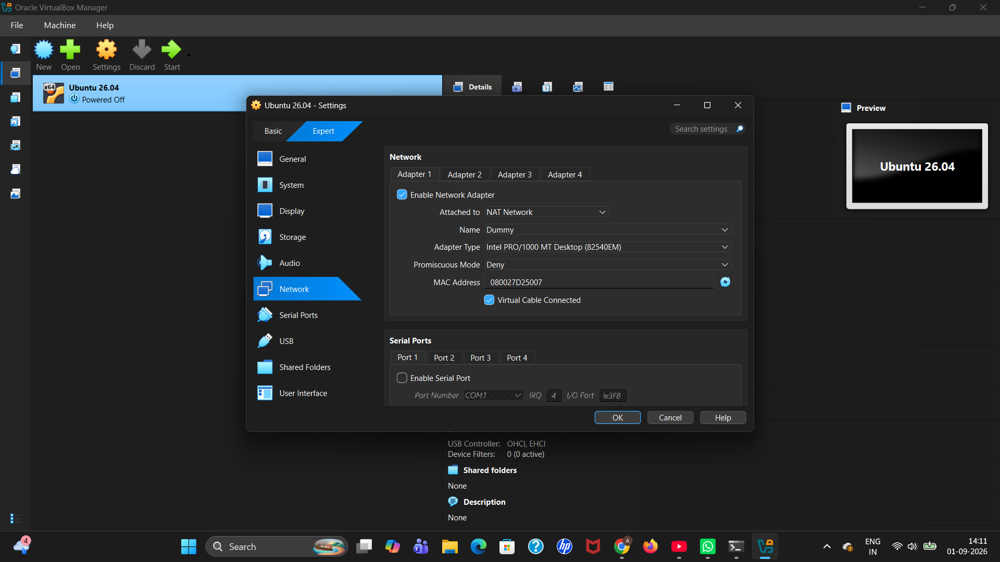 Oracle VirtualBox Manager
File Machine Help
New Open Settings Discard Start
x64
Ubuntu 26.04
Powered Off
Details
Preview
Ubuntu 26.04
Ubuntu 26.04 - Settings
Basic Expert
Search settings
General
System
Display
Storage
Audio
Network
Serial Ports
USB
Shared Folders
User Interface
Network
Adapter 1 Adapter 2 Adapter 3 Adapter 4
Enable Network Adapter
Attached to NAT Network
Name Dummy
Adapter Type Intel PRO/1000 MT Desktop (82540EM)
Promiscuous Mode Deny
MAC Address 080027D25007
Virtual Cable Connected
Serial Ports
Port 1 Port 2 Port 3 Port 4
Enable Serial Port
Port Number COM1 IRQ 4 I/O Port 0x3F8
OK Cancel Help
USB Controller: OHCI, EHCI
Device Filters: 0 (0 active)
Shared folders
None
Description
None
4
Search
hp
A
ENG
IN
14:11
01-09-2026